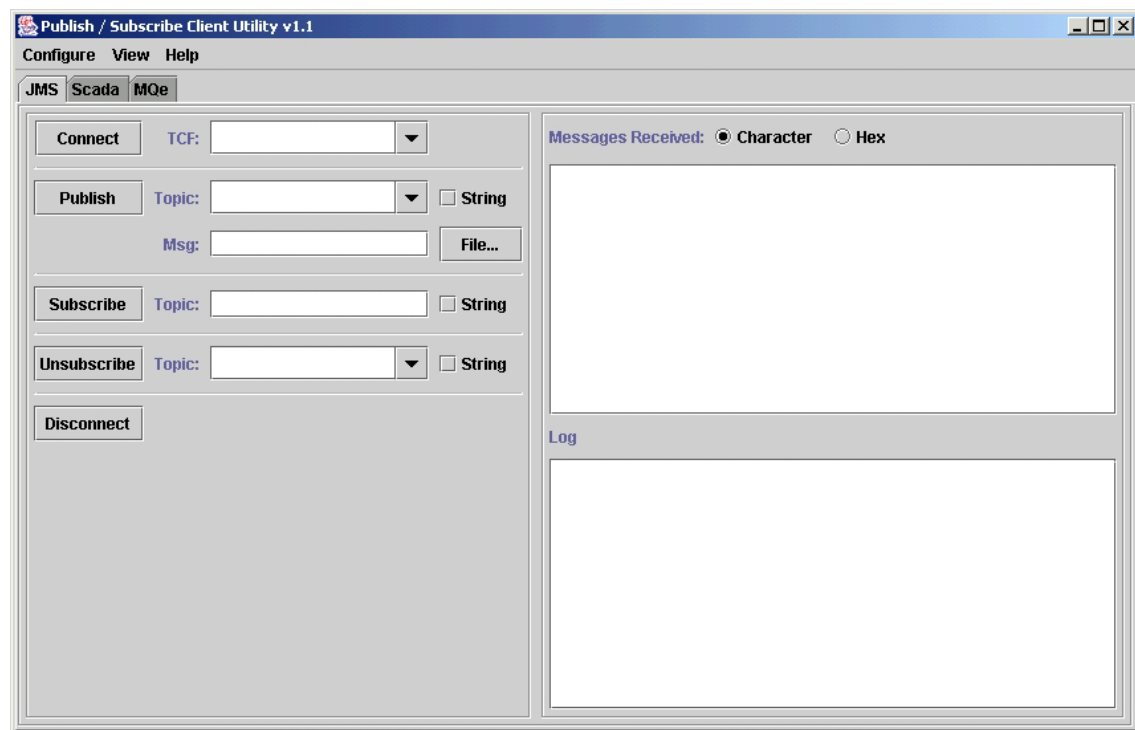 Publish / Subscribe Client Utility v1.1
Configure View Help
JMS Scada MQe
Connect TCF:
Publish Topic: String
Msg: File...
Subscribe Topic: String
Unsubscribe Topic: String
Disconnect
Messages Received: Character Hex
Log